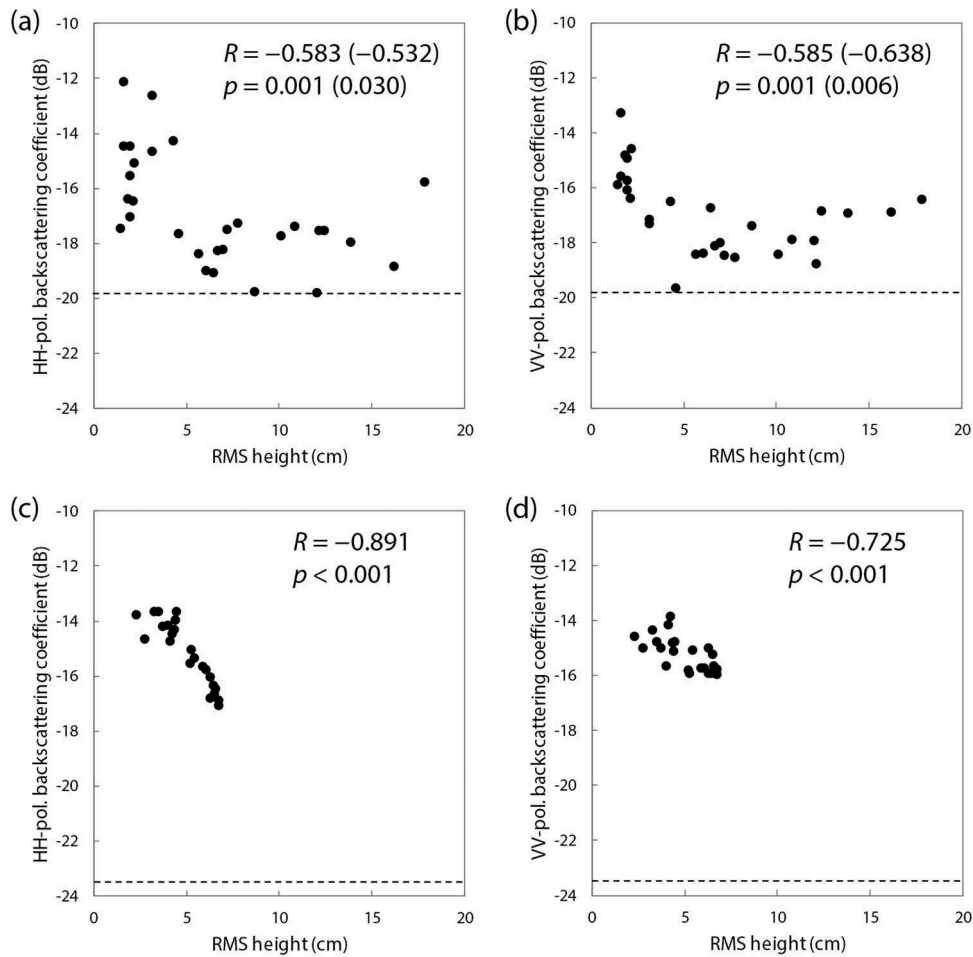 (a)
R = −0.583 (−0.532)
p = 0.001 (0.030)
HH-pol. backscattering coefficient (dB)
-10
-12
-14
-16
-18
-20
-22
-24
0 5 10 15 20
RMS height (cm)
(b)
R = −0.585 (−0.638)
p = 0.001 (0.006)
VV-pol. backscattering coefficient (dB)
-10
-12
-14
-16
-18
-20
-22
-24
0 5 10 15 20
RMS height (cm)
(c)
R = −0.891
p < 0.001
HH-pol. backscattering coefficient (dB)
-10
-12
-14
-16
-18
-20
-22
-24
0 5 10 15 20
RMS height (cm)
(d)
R = −0.725
p < 0.001
VV-pol. backscattering coefficient (dB)
-10
-12
-14
-16
-18
-20
-22
-24
0 5 10 15 20
RMS height (cm)